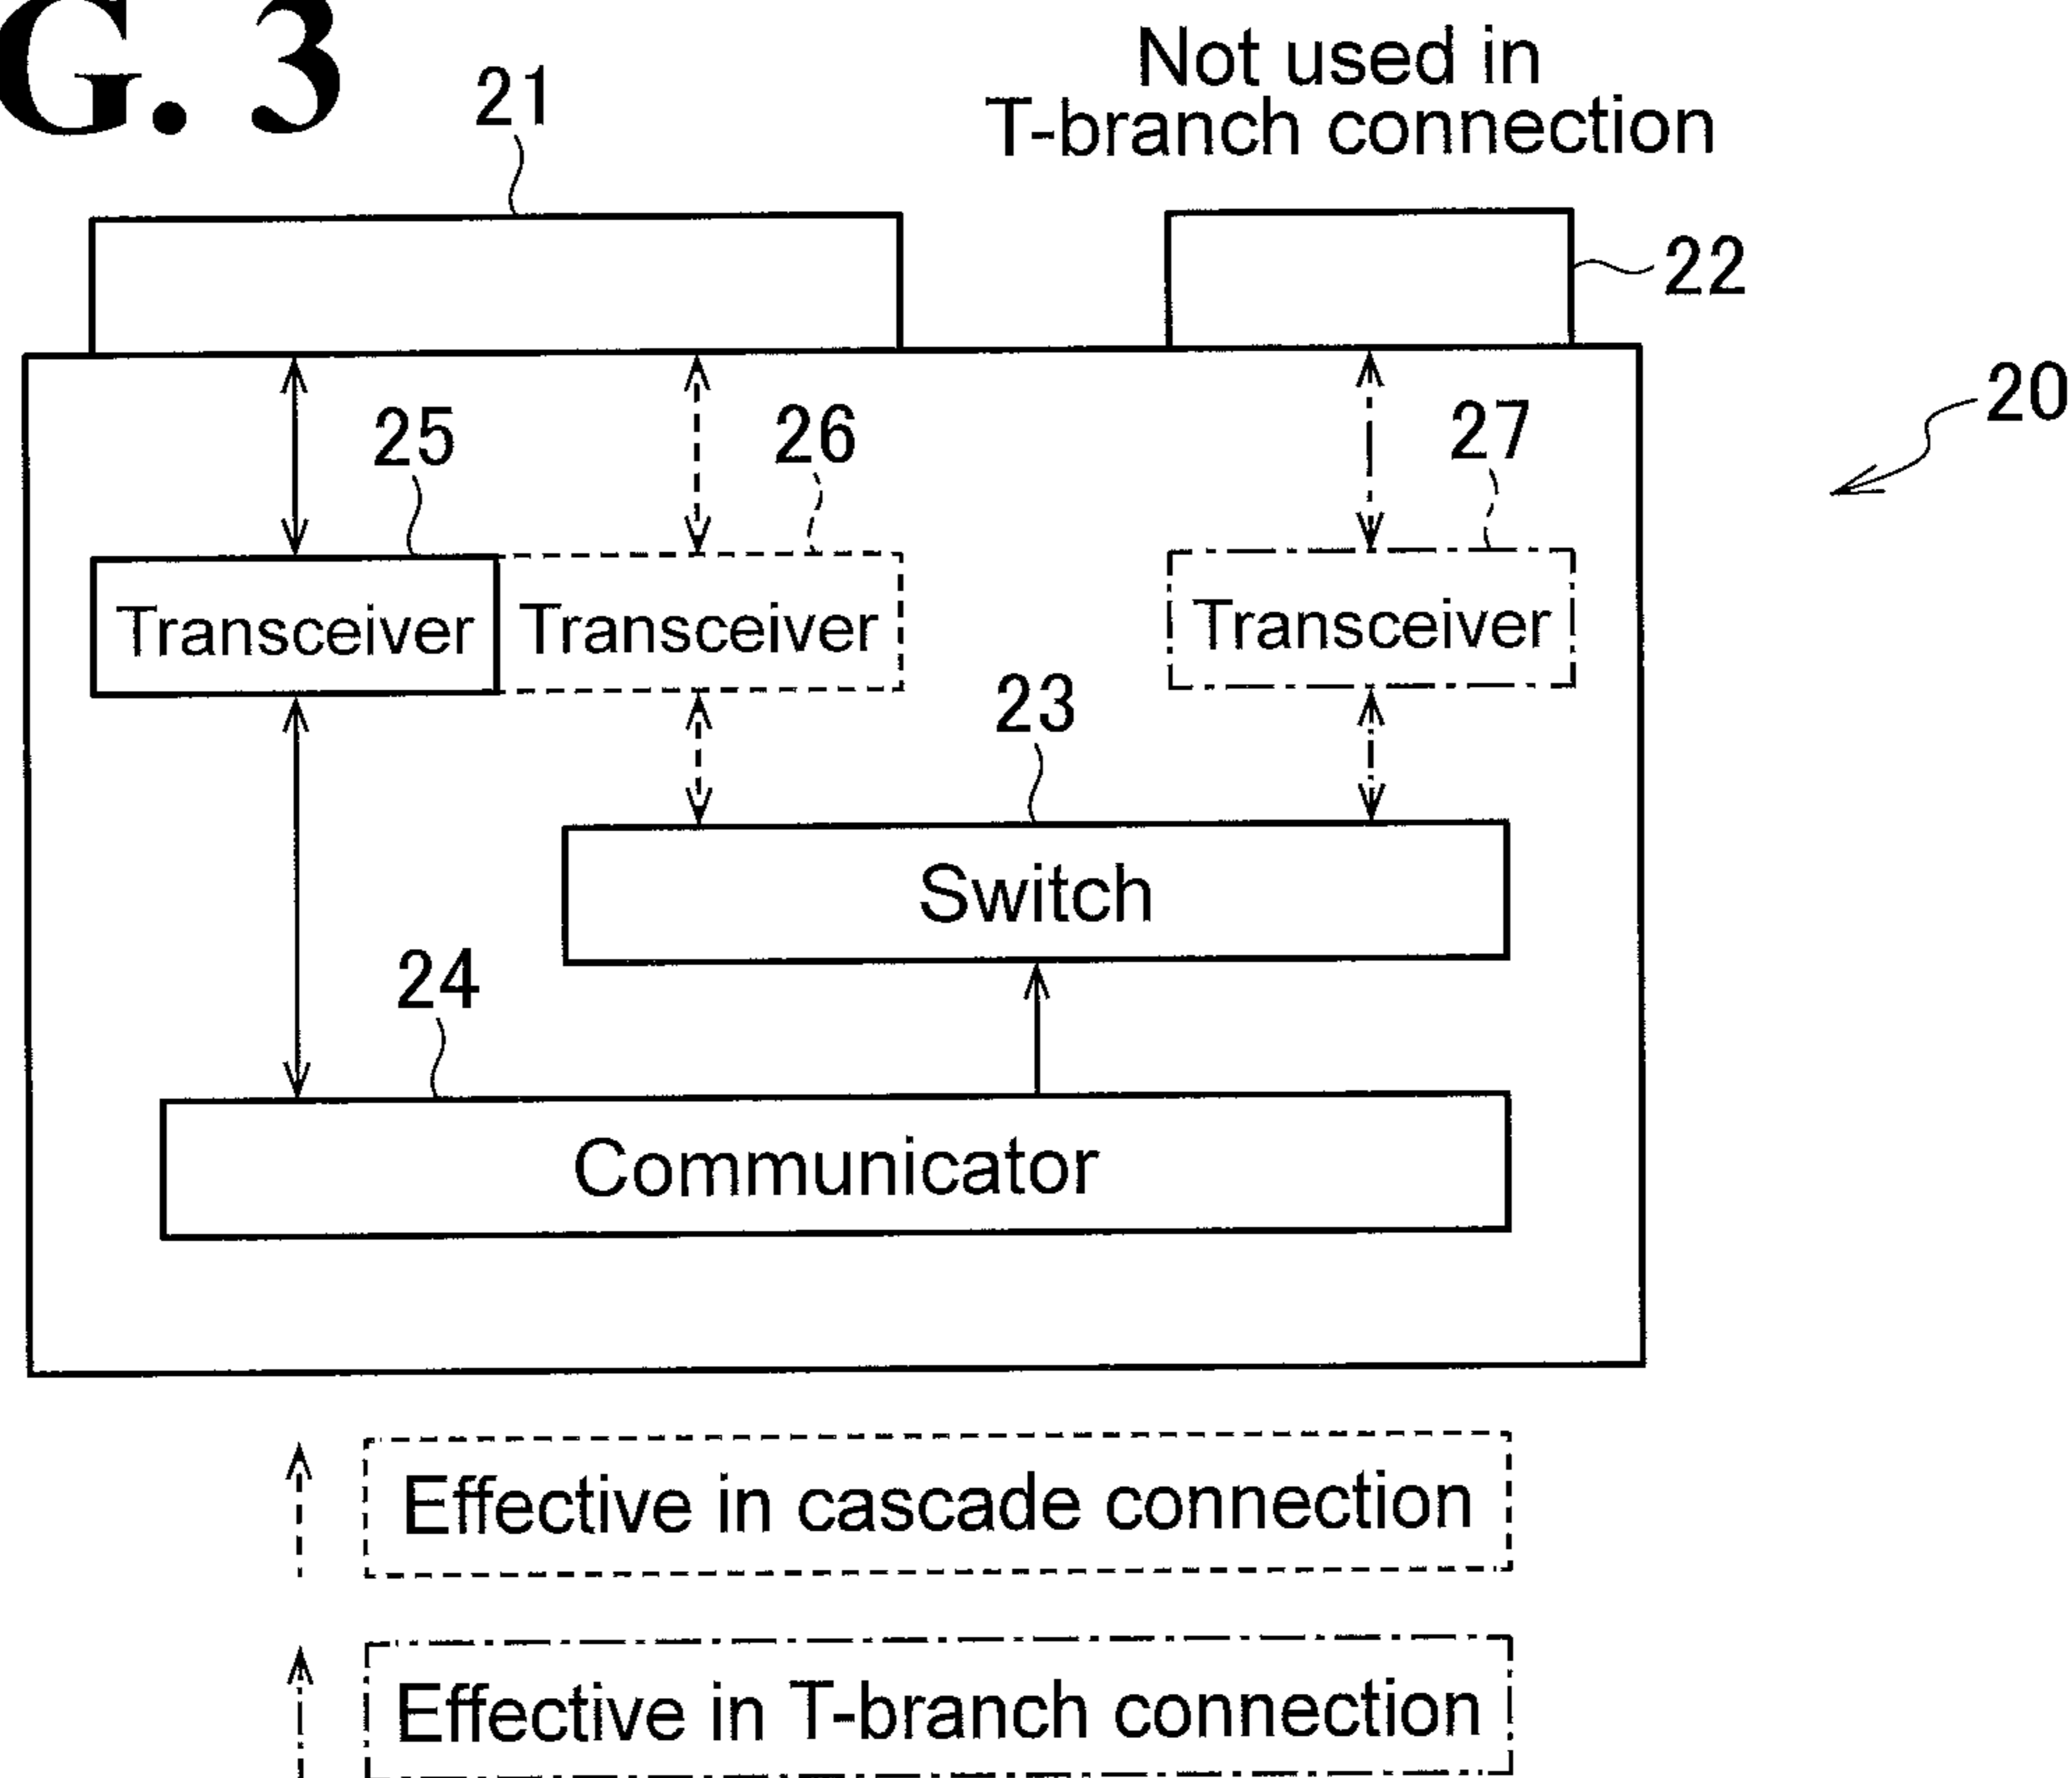 G. 3
Not used in
T-branch connection
21
22
20
25
26
27
Transceiver
Transceiver
Transceiver
23
Switch
24
Communicator
Effective in cascade connection
Effective in T-branch connection